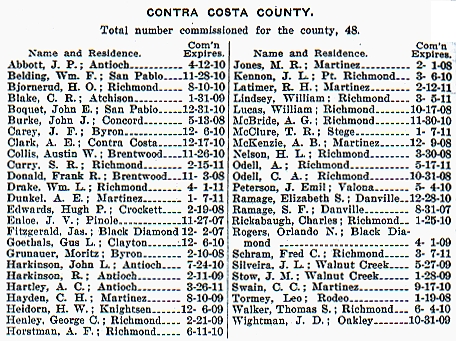 CONTRA COSTA COUNTY.
Total number commissioned for the county, 48.
Name and Residence. Com'n Expires.
Abbott, J. P.; Antioch 4-12-10
Belding, Wm. F.; San Pablo 11-28-10
Bjornerud, H. O.; Richmond 8-10-10
Blake, C. R.; Atchison 1-31-09
Boquet, John E.; San Pablo 12-31-10
Burke, John J.; Concord 5-13-08
Carey, J. F.; Byron 12- 6-10
Clark, A. E.; Contra Costa 12-17-10
Collis, Austin W.; Brentwood 11-26-10
Corry, S. R.; Richmond 2-15-11
Donald, Frank R.; Brentwood 11- 3-08
Drake, Wm. L.; Richmond 4- 1-11
Dunkel, A. E.; Martinez 1- 7-11
Edwards, Hugh P.; Crockett 2-19-08
Enloe, J. V.; Pinole 11-27-07
Fitzgerald, Jas.; Black Diamond 12- 2-07
Goethals, Gus L.; Clayton 12- 6-10
Grunauer, Moritz; Byron 2-10-08
Harkinson, John L.; Antioch 7-24-10
Harkinson, R.; Antioch 2-11-09
Hartley, A. C.; Antioch 3-26-11
Hayden, C. H.; Martinez 8-10-09
Heidorn, H. W.; Knightsen 12- 6-09
Henley, George C.; Richmond 2-21-09
Horstman, A. F.; Richmond 6-11-10
Name and Residence. Com'n Expires.
Jones, M. R.; Martinez 2- 1-08
Kennon, J. L.; Pt. Richmond 3- 6-10
Latimer, R. H.; Martinez 2-12-11
Lindsey, William; Richmond 3- 5-11
Lucas, William; Richmond 10-17-08
McBride, A. G.; Richmond 11-30-10
McClure, T. R.; Stege 1- 7-11
McKenzie, A. B.; Martinez 12- 9-08
Nelson, H. L.; Richmond 3-30-08
Odell, A.; Richmond 5-17-11
Odell, C. A.; Richmond 10-31-08
Peterson, J. Emil; Valona 5- 4-10
Ramage, Elizabeth S.; Danville 12-28-10
Ramage, S. F.; Danville 8-31-07
Rickabaugh, Charles; Richmond 1-25-10
Rogers, Orlando N.; Black Dia-
mond 4- 1-09
Schram, Fred C.; Richmond 3- 7-11
Silveira, J. L.; Walnut Creek 5-27-09
Stow, J. M.; Walnut Creek 1-28-09
Swain, C. C.; Martinez 9-17-10
Tormey, Leo; Rodeo 1-19-08
Walker, Thomas S.; Richmond 6- 4-10
Wightman, J. D.; Oakley 10-31-09